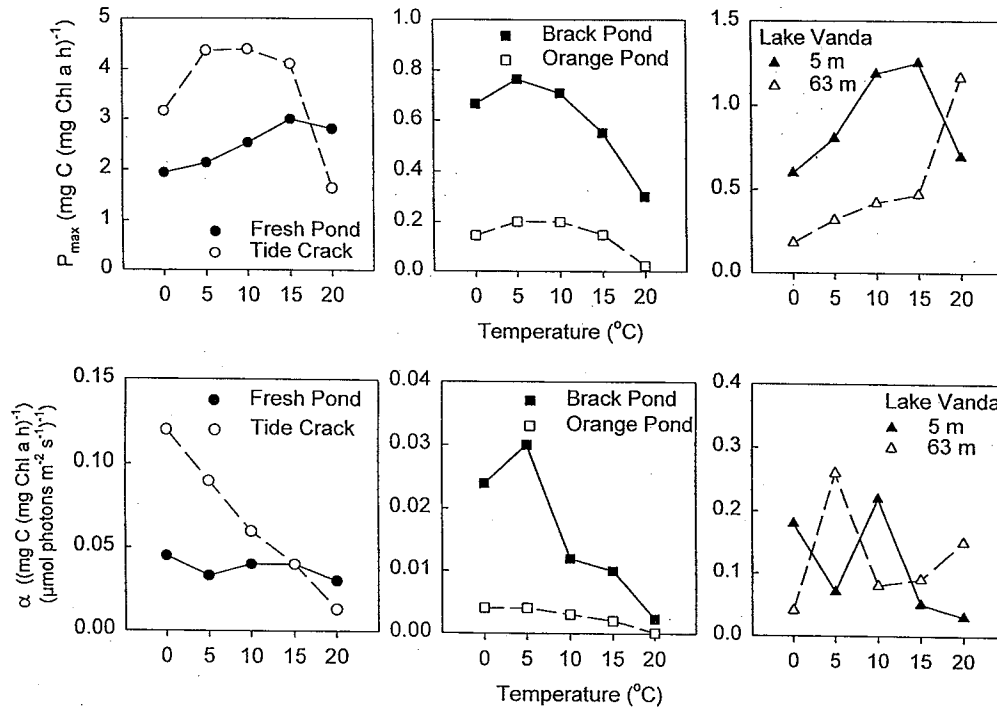 P_max (mg C (mg Chl a h)^-1)
5
4
3
2
1
0
Fresh Pond
Tide Crack
0 5 10 15 20
1.0
0.8
0.6
0.4
0.2
0.0
Brack Pond
Orange Pond
0 5 10 15 20
Temperature (°C)
1.5
1.0
0.5
0.0
Lake Vanda
5 m
63 m
0 5 10 15 20
α ((mg C (mg Chl a h)^-1)
(µmol photons m^-2 s^-1)^-1)
0.15
0.10
0.05
0.00
Fresh Pond
Tide Crack
0 5 10 15 20
0.04
0.03
0.02
0.01
0.00
Brack Pond
Orange Pond
0 5 10 15 20
Temperature (°C)
0.4
0.3
0.2
0.1
0.0
Lake Vanda
5 m
63 m
0 5 10 15 20